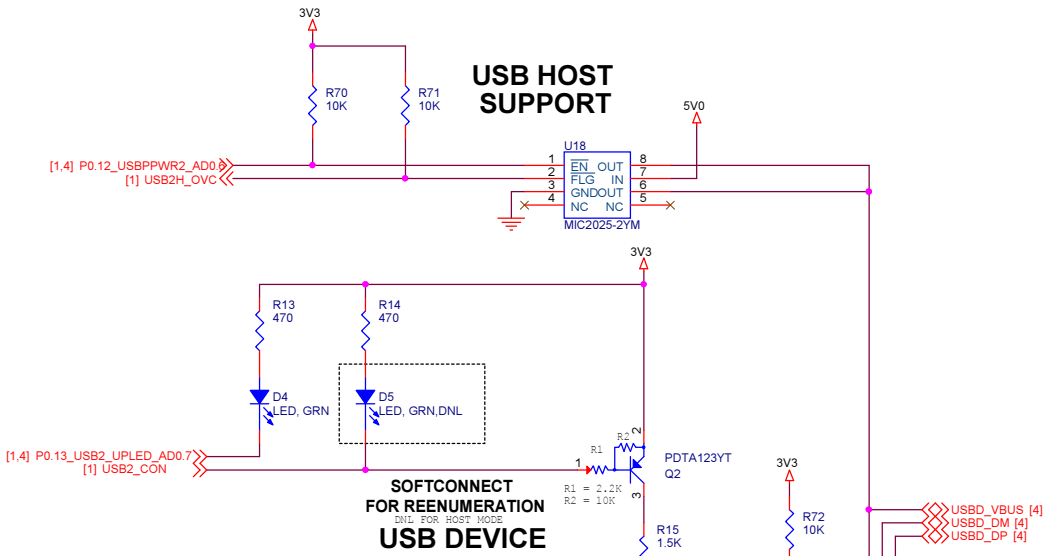 3V3
USB HOST
SUPPORT
R70
10K
R71
10K
5V0
U18
[1,4] P0.12_USBPPWR2_AD0.6
[1] USB2H_OVC
1
2
3
4
EN OUT
FLG IN
GNDOUT
NC NC
8
7
6
5
MIC2025-2YM
3V3
R13
470
R14
470
D4
LED, GRN
D5
LED, GRN,DNL
[1,4] P0.13_USB2_UPLED_AD0.7
[1] USB2_CON
R1
R2
1
2
3
PDTA123YT
Q2
R1 = 2.2K
R2 = 10K
SOFTCONNECT
FOR REENUMERATION
DNL FOR HOST MODE
USB DEVICE
R15
1.5K
3V3
R72
10K
USBD_VBUS [4]
USBD_DM [4]
USBD_DP [4]